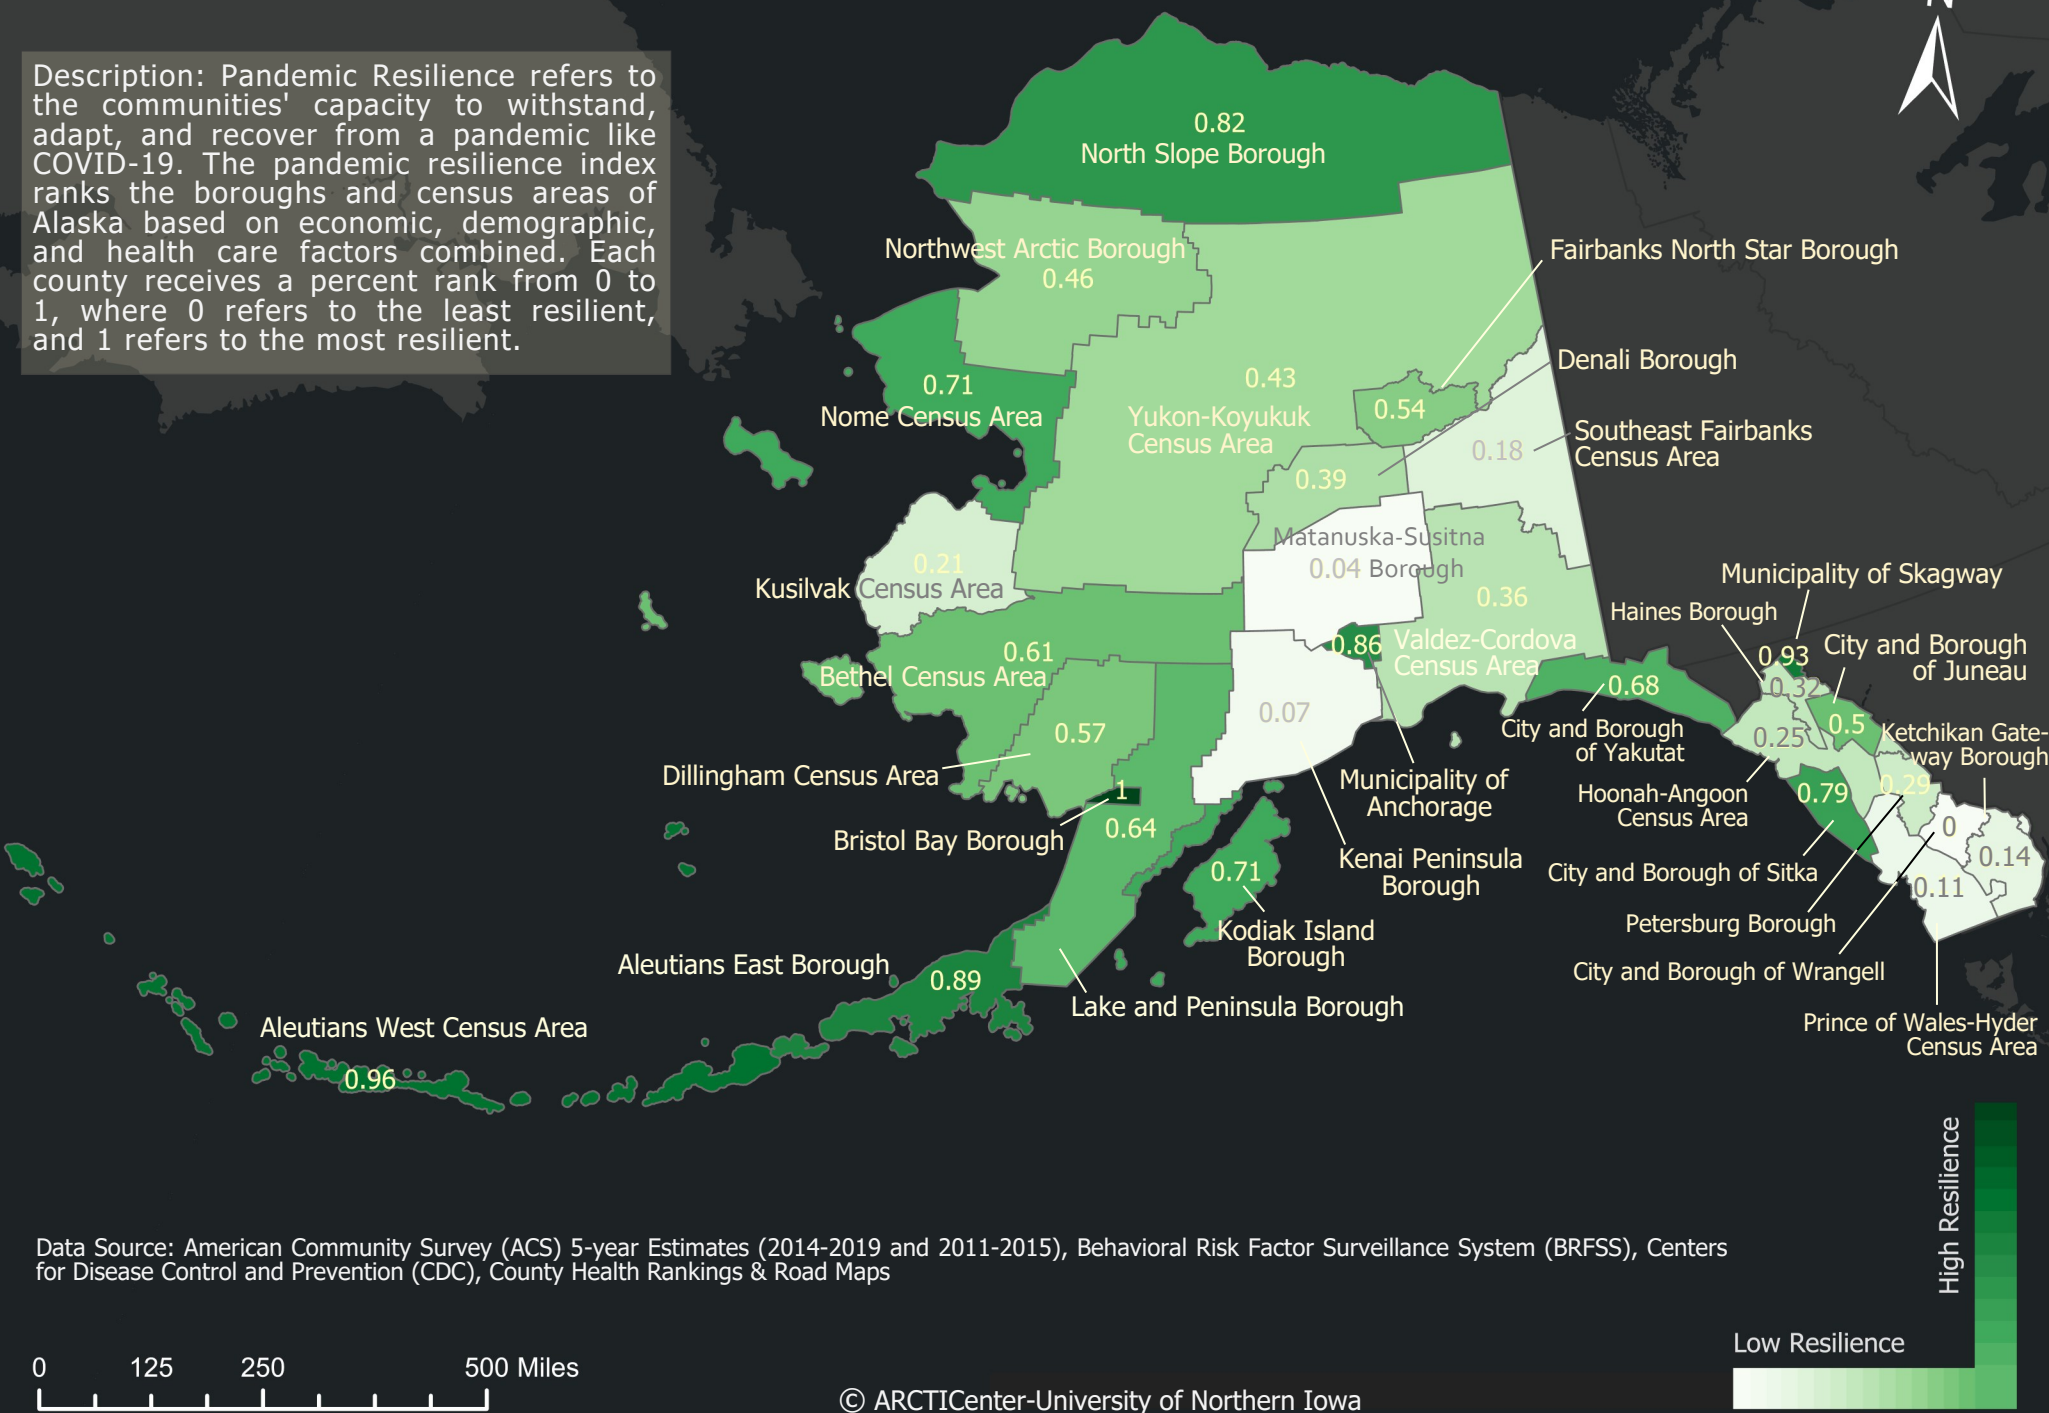 N
Description: Pandemic Resilience refers to
the communities' capacity to withstand,
adapt, and recover from a pandemic like
COVID-19. The pandemic resilience index
ranks the boroughs and census areas of
Alaska based on economic, demographic,
and health care factors combined. Each
county receives a percent rank from 0 to
1, where 0 refers to the least resilient,
and 1 refers to the most resilient.
0.82
North Slope Borough
Northwest Arctic Borough
0.46
Fairbanks North Star Borough
Denali Borough
0.71
Nome Census Area
0.43
Yukon-Koyukuk
Census Area
0.54
Southeast Fairbanks
Census Area
0.18
0.39
Matanuska-Susitna
0.04 Borough
0.21
Kusilvak Census Area
0.36
Valdez-Cordova
Census Area
Municipality of Skagway
Haines Borough
City and Borough
of Juneau
0.93
0.32
0.86
0.61
Bethel Census Area
0.68
City and Borough
of Yakutat
0.25
0.5
Ketchikan Gate-
way Borough
0.07
0.57
Dillingham Census Area
1
Bristol Bay Borough
0.64
Municipality of
Anchorage
Hoonah-Angoon
Census Area
0.79
0.29
0
0.14
0.11
Kenai Peninsula
Borough
City and Borough of Sitka
0.71
Kodiak Island
Borough
Petersburg Borough
City and Borough of Wrangell
Aleutians East Borough
0.89
Lake and Peninsula Borough
Prince of Wales-Hyder
Census Area
Aleutians West Census Area
0.96
High Resilience
Low Resilience
Data Source: American Community Survey (ACS) 5-year Estimates (2014-2019 and 2011-2015), Behavioral Risk Factor Surveillance System (BRFSS), Centers
for Disease Control and Prevention (CDC), County Health Rankings & Road Maps
0 125 250 500 Miles
© ARCTICenter-University of Northern Iowa